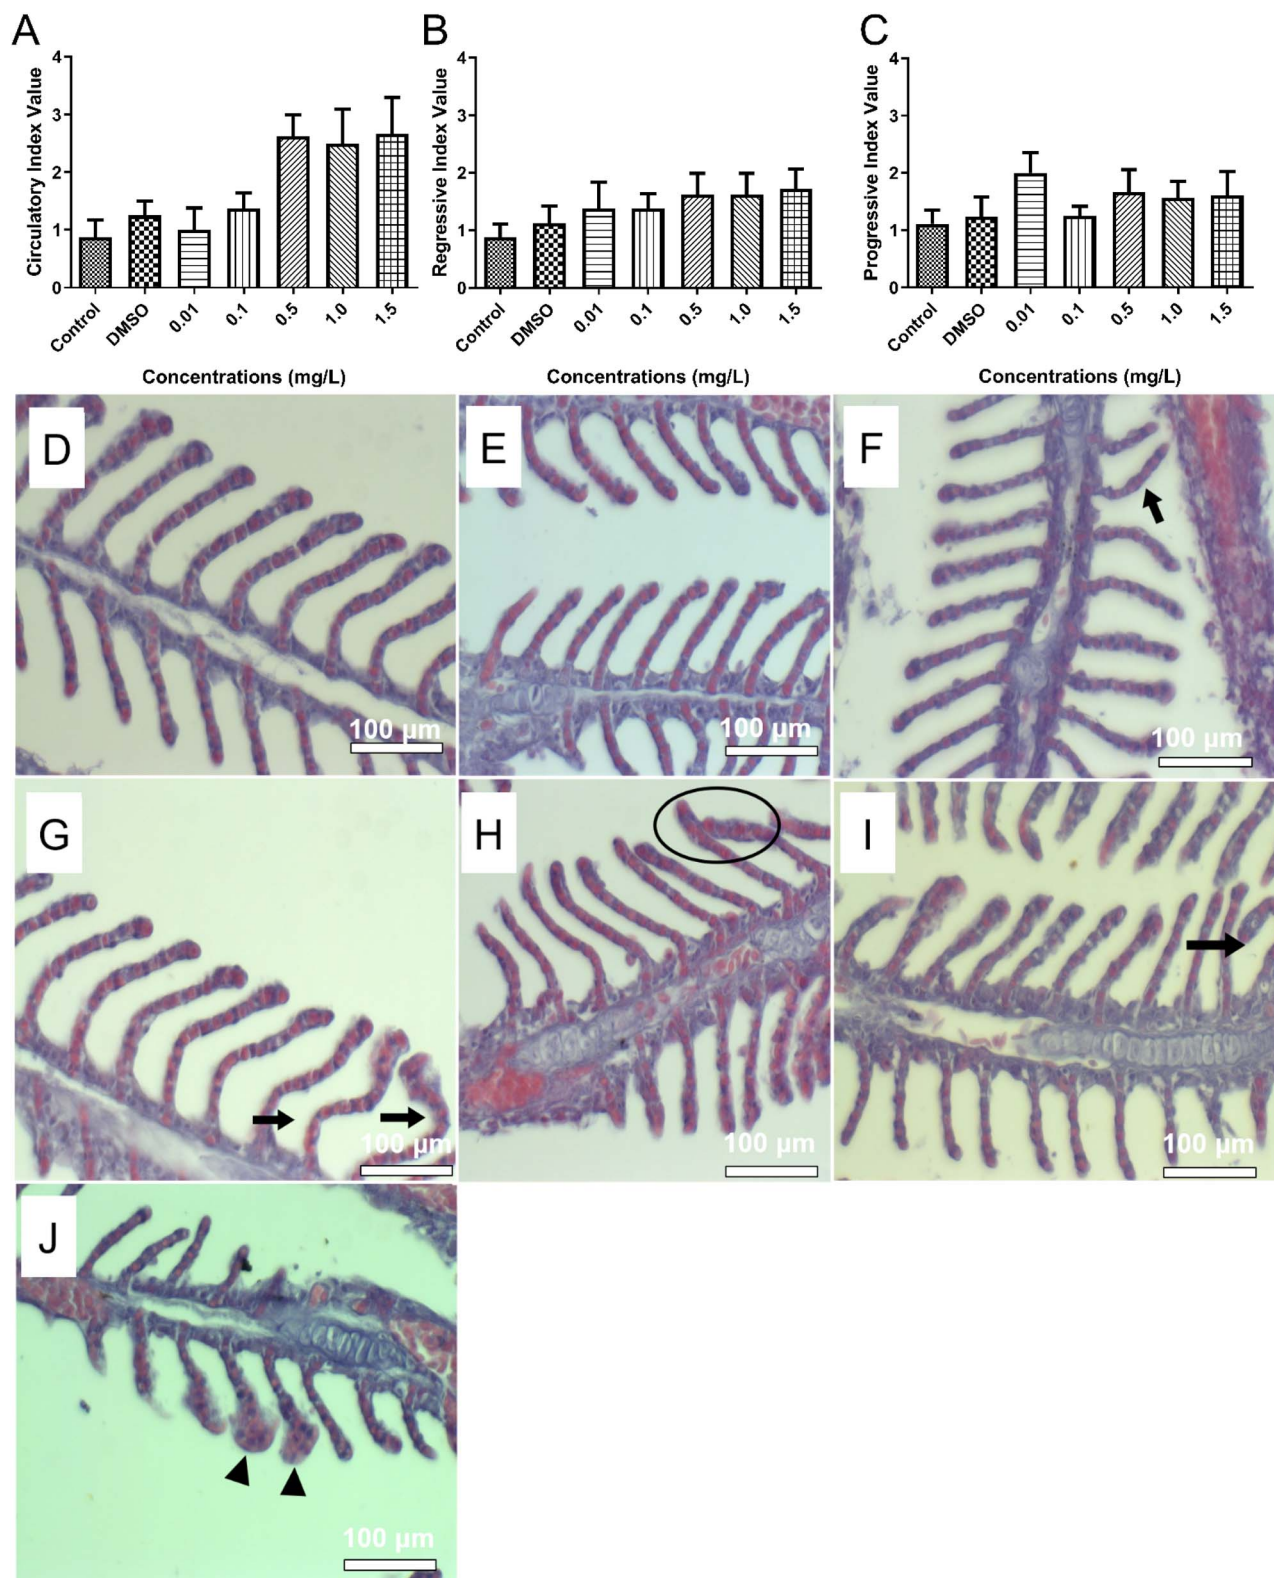 A
Circulatory Index Value
4
3
2
1
0
Control
DMSO
0.01
0.1
0.5
1.0
1.5
Concentrations (mg/L)
B
Regressive Index Value
4
3
2
1
0
Control
DMSO
0.01
0.1
0.5
1.0
1.5
Concentrations (mg/L)
C
Progressive Index Value
4
3
2
1
0
Control
DMSO
0.01
0.1
0.5
1.0
1.5
Concentrations (mg/L)
D
100 µm
E
100 µm
F
100 µm
G
100 µm
H
100 µm
I
100 µm
J
100 µm